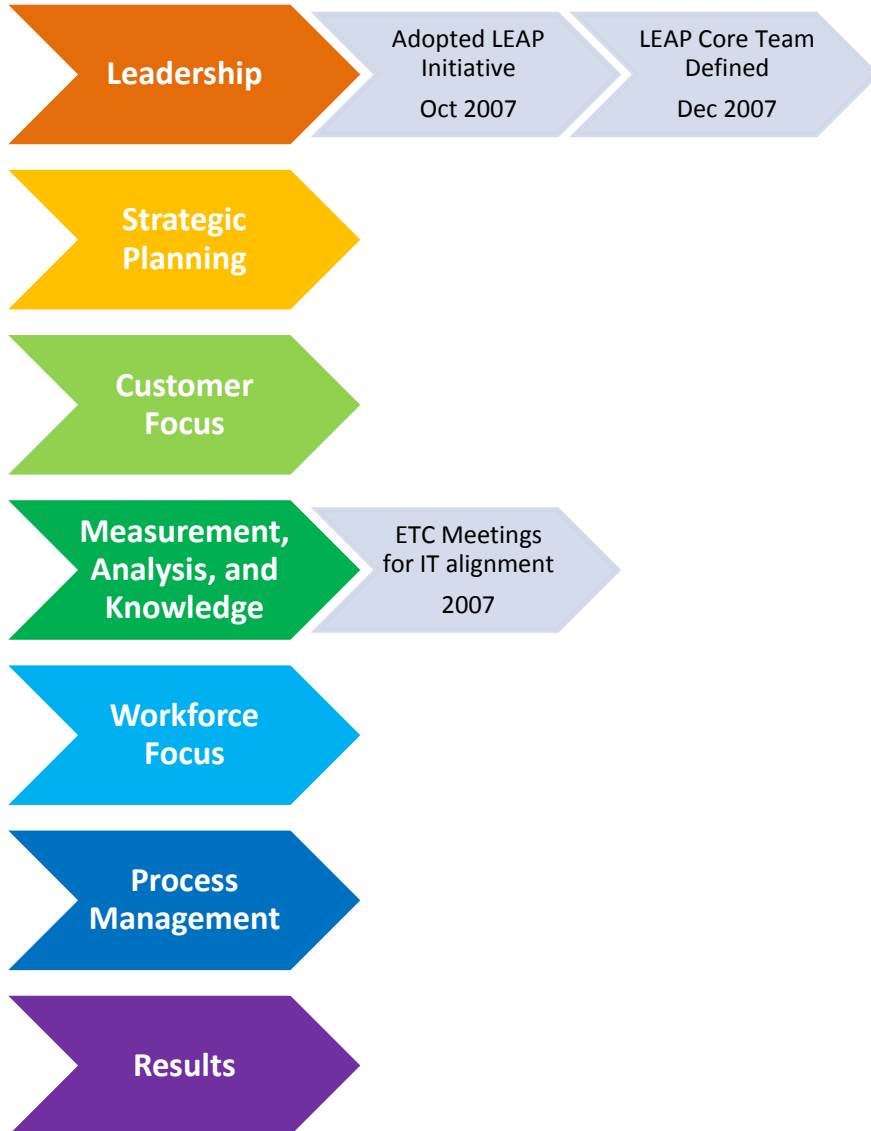 Leadership
Adopted LEAP
Initiative
Oct 2007
LEAP Core Team
Defined
Dec 2007
Strategic
Planning
Customer
Focus
Measurement,
Analysis, and
Knowledge
ETC Meetings
for IT alignment
2007
Workforce
Focus
Process
Management
Results